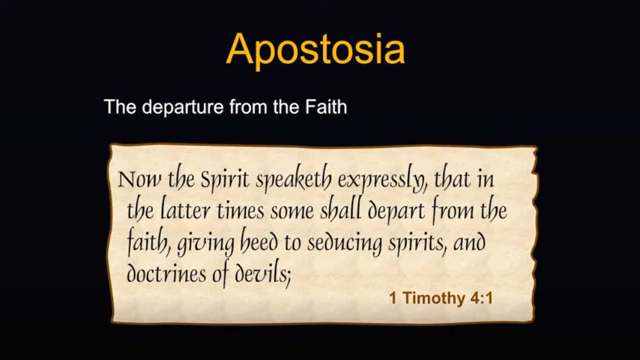 Apostosia
The departure from the Faith
Now the Spirit speaketh expressly, that in
the latter times some shall depart from the
faith, giving heed to seducing spirits, and
doctrines of devils;
1 Timothy 4:1